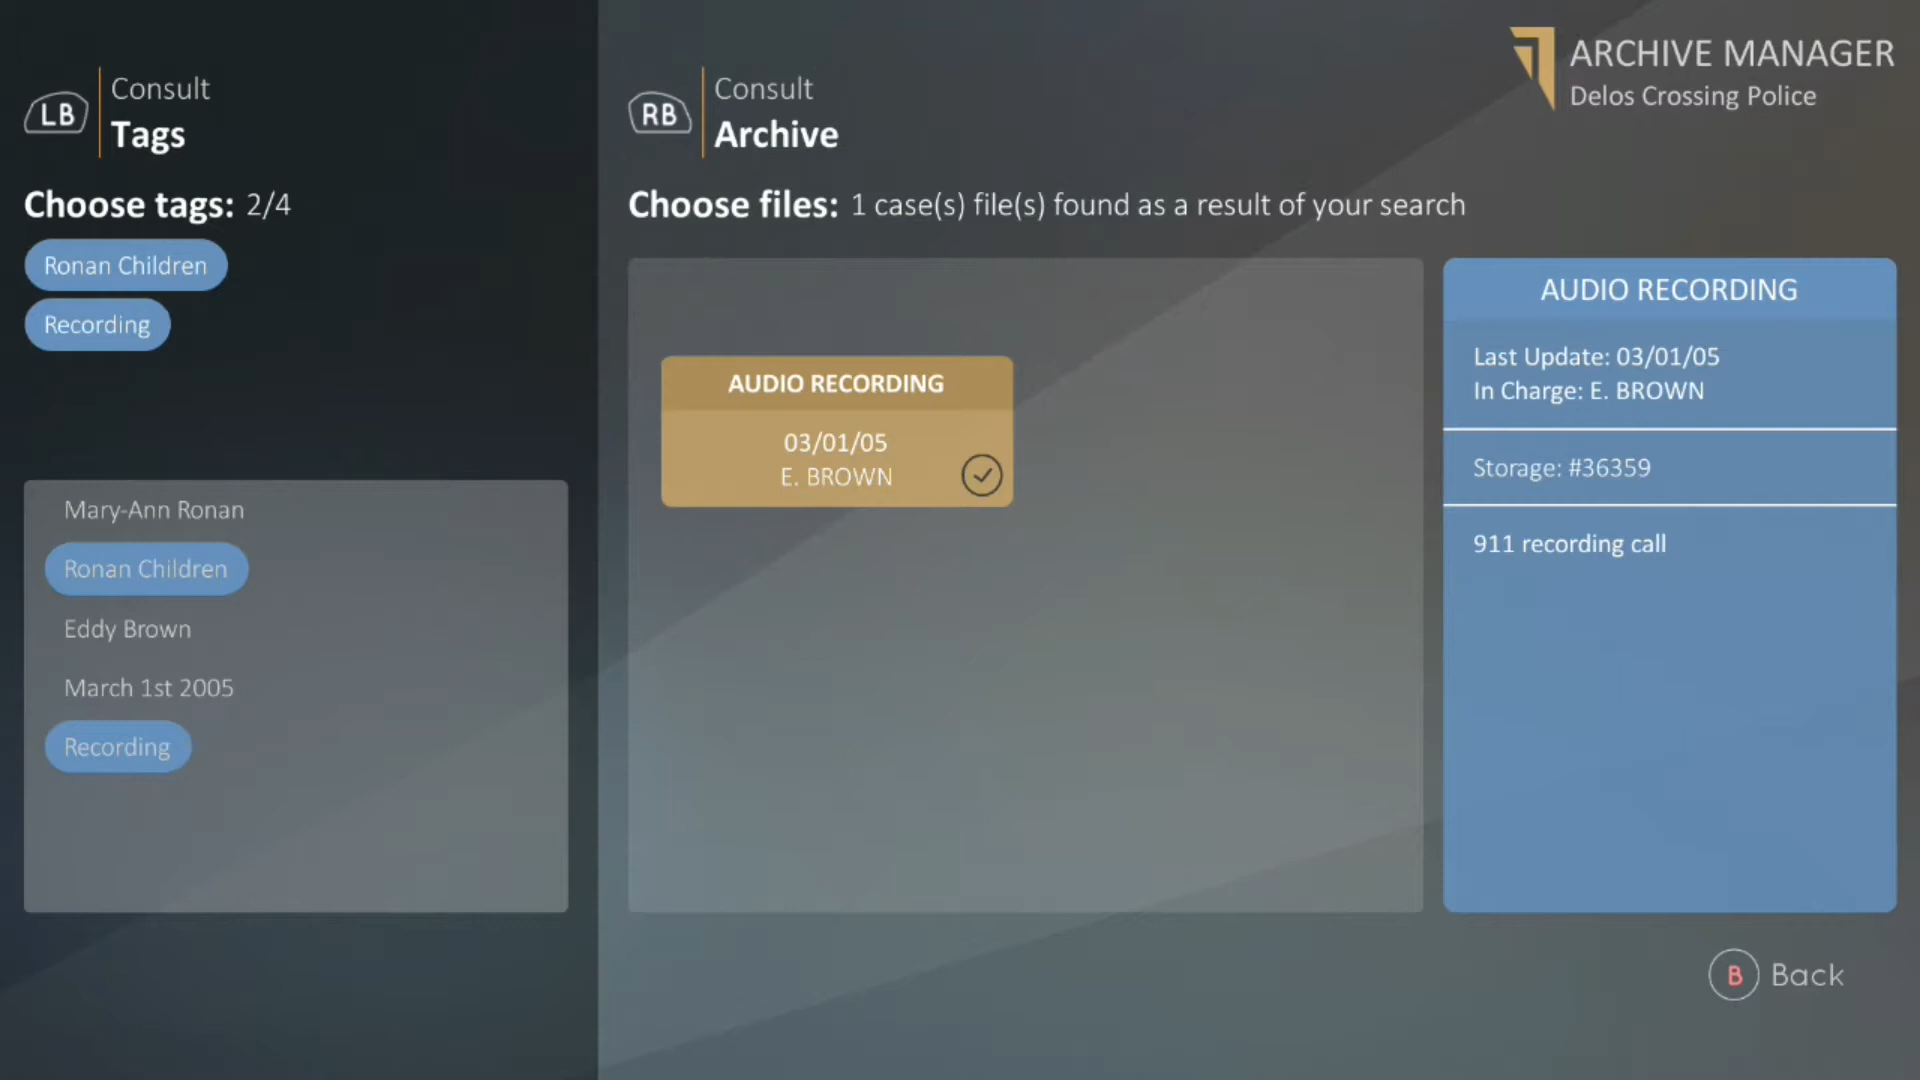 LB
Consult
Tags
Choose tags: 2/4
Ronan Children
Recording
Mary-Ann Ronan
Ronan Children
Eddy Brown
March 1st 2005
Recording
RB
Consult
Archive
Choose files: 1 case(s) file(s) found as a result of your search
AUDIO RECORDING
03/01/05
E. BROWN
ARCHIVE MANAGER
Delos Crossing Police
AUDIO RECORDING
Last Update: 03/01/05
In Charge: E. BROWN
Storage: #36359
911 recording call
B Back